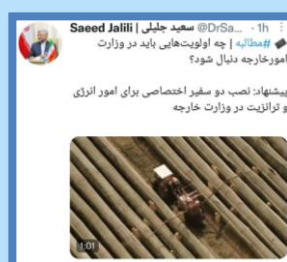 Saeed Jalili | سعید جلیلی @DrSa... · 1h
#مطالبه | چه اولویت‌هایی باید در وزارت
امورخارجه دنبال شود؟
پیشنهاد: نصب دو سفیر اختصاصی برای امور انرژی
و ترانزیت در وزارت خارجه
1:01